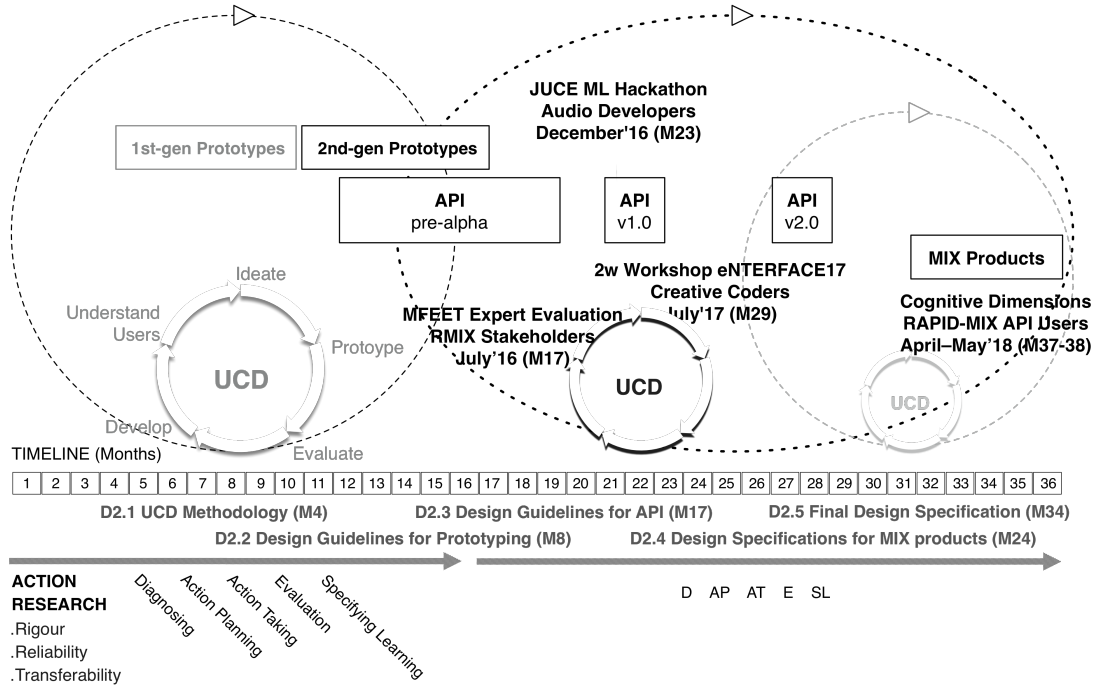 JUCE ML Hackathon
Audio Developers
December'16 (M23)
1st-gen Prototypes
2nd-gen Prototypes
API
pre-alpha
API
v1.0
API
v2.0
MIX Products
2w Workshop eNTERFACE17
Creative Coders
July'17 (M29)
MFEET Expert Evaluation
RMIX Stakeholders
July'16 (M17)
Cognitive Dimensions
RAPID-MIX API Users
April–May'18 (M37-38)
Ideate
Understand
Users
Protoype
UCD
Develop
Evaluate
UCD
UCD
TIMELINE (Months)
1 2 3 4 5 6 7 8 9 10 11 12 13 14 15 16 17 18 19 20 21 22 23 24 25 26 27 28 29 30 31 32 33 34 35 36
D2.1 UCD Methodology (M4)
D2.3 Design Guidelines for API (M17)
D2.5 Final Design Specification (M34)
D2.2 Design Guidelines for Prototyping (M8)
D2.4 Design Specifications for MIX products (M24)
ACTION
RESEARCH
.Rigour
.Reliability
.Transferability
Diagnosing
Action Planning
Action Taking
Evaluation
Specifying Learning
D AP AT E SL